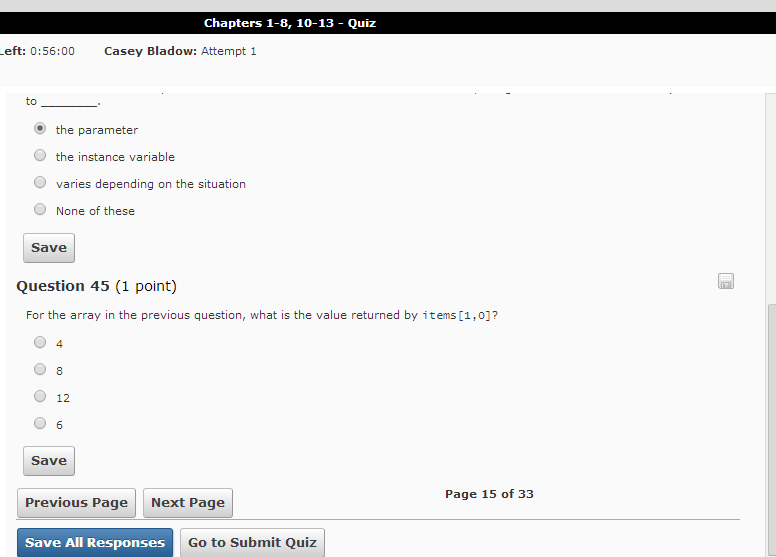 Chapters 1-8, 10-13 - Quiz
Left: 0:56:00 Casey Bladow: Attempt 1
to ________.
the parameter
the instance variable
varies depending on the situation
None of these
Save
Question 45 (1 point)
For the array in the previous question, what is the value returned by items[1,0]?
4
8
12
6
Save
Previous Page Next Page Page 15 of 33
Save All Responses Go to Submit Quiz